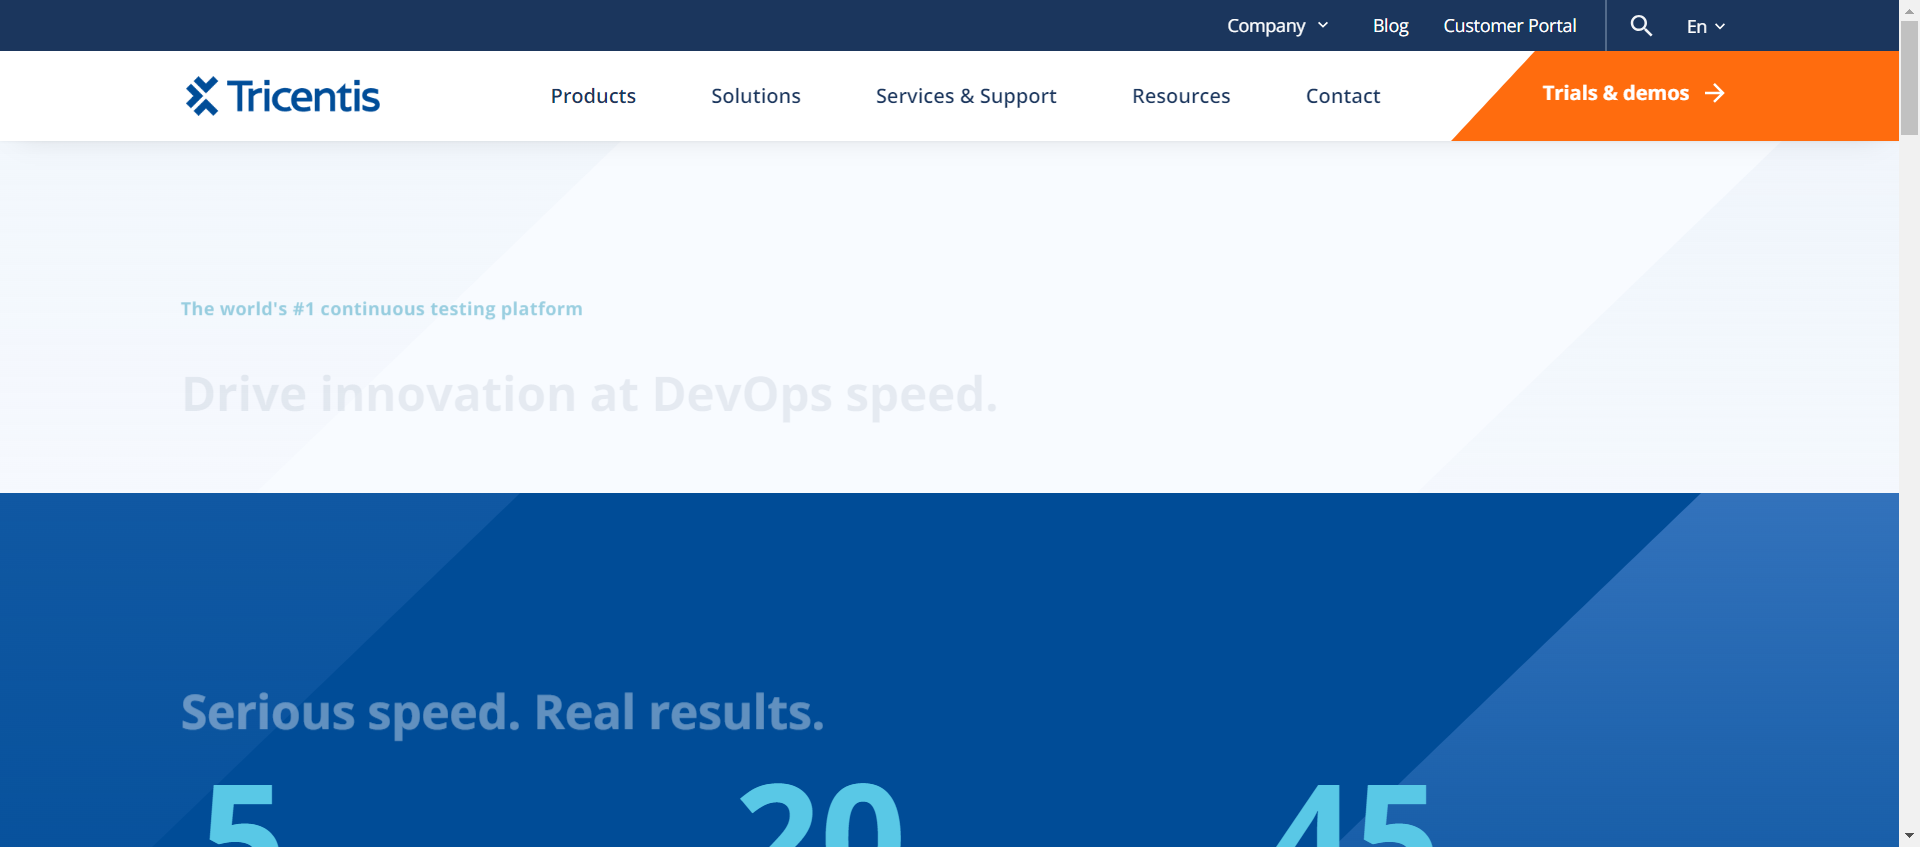 Company
Blog
Customer Portal
En
Tricentis
Products
Solutions
Services & Support
Resources
Contact
Trials & demos
The world's #1 continuous testing platform
Drive innovation at DevOps speed.
Serious speed. Real results.
5
20
45